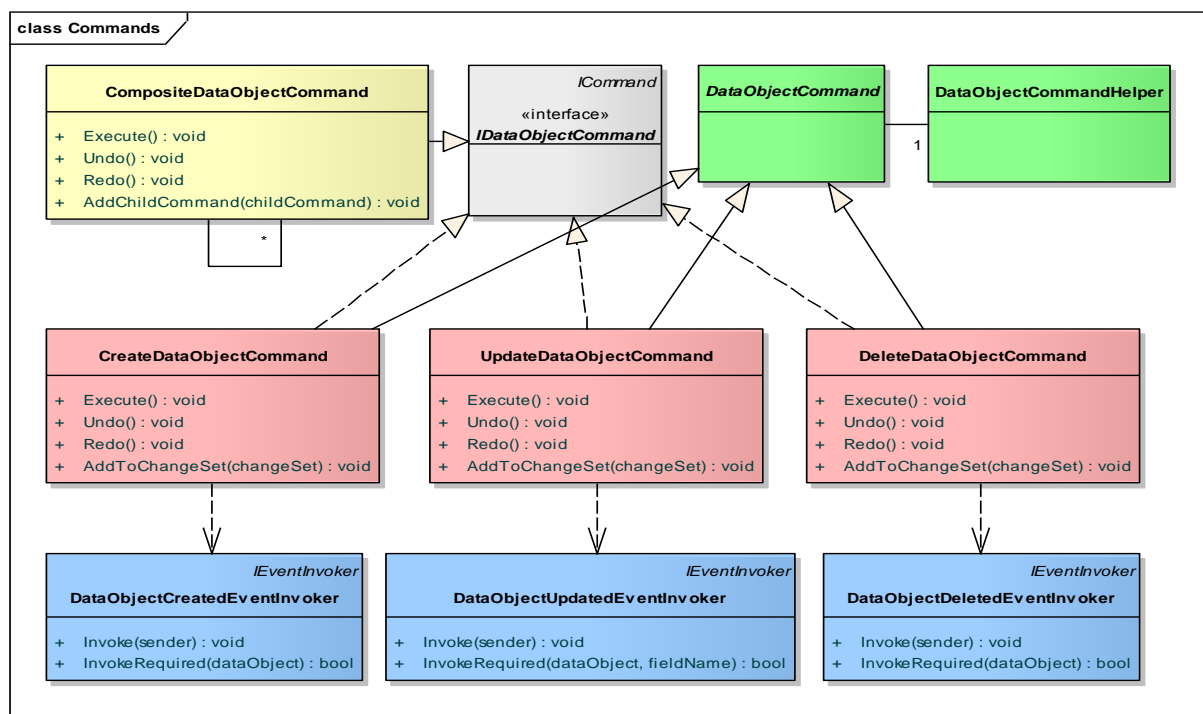 class Commands
CompositeDataObjectCommand
+ Execute() : void
+ Undo() : void
+ Redo() : void
+ AddChildCommand(childCommand) : void
*
ICommand
«interface»
IDataObjectCommand
DataObjectCommand
1
DataObjectCommandHelper
CreateDataObjectCommand
+ Execute() : void
+ Undo() : void
+ Redo() : void
+ AddToChangeSet(changeSet) : void
UpdateDataObjectCommand
+ Execute() : void
+ Undo() : void
+ Redo() : void
+ AddToChangeSet(changeSet) : void
DeleteDataObjectCommand
+ Execute() : void
+ Undo() : void
+ Redo() : void
+ AddToChangeSet(changeSet) : void
IEventInvoker
DataObjectCreatedEventInvoker
+ Invoke(sender) : void
+ InvokeRequired(dataObject) : bool
IEventInvoker
DataObjectUpdatedEventInvoker
+ Invoke(sender) : void
+ InvokeRequired(dataObject, fieldName) : bool
IEventInvoker
DataObjectDeletedEventInvoker
+ Invoke(sender) : void
+ InvokeRequired(dataObject) : bool